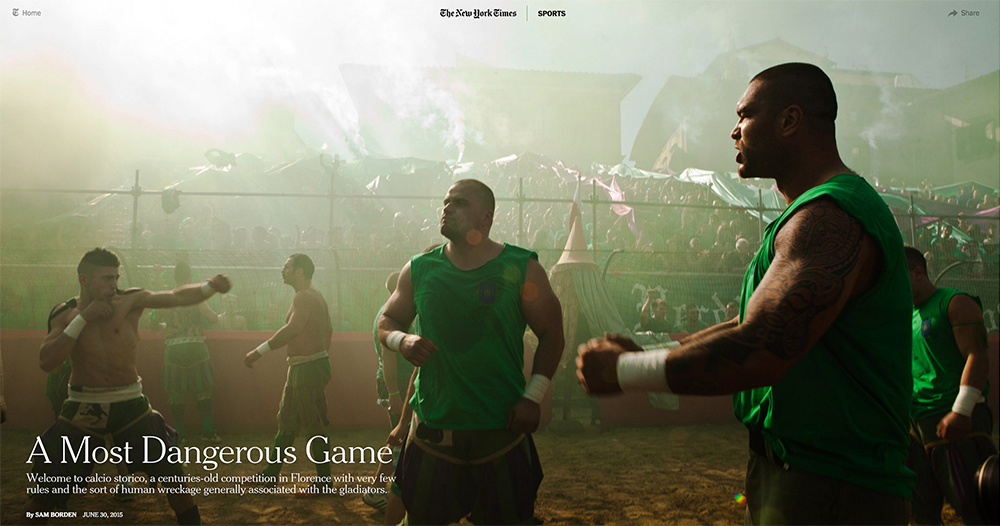 Home
The New York Times
SPORTS
Share
A Most Dangerous Game
Welcome to calcio storico, a centuries-old competition in Florence with very few
rules and the sort of human wreckage generally associated with the gladiators.
By SAM BORDEN JUNE 30, 2015